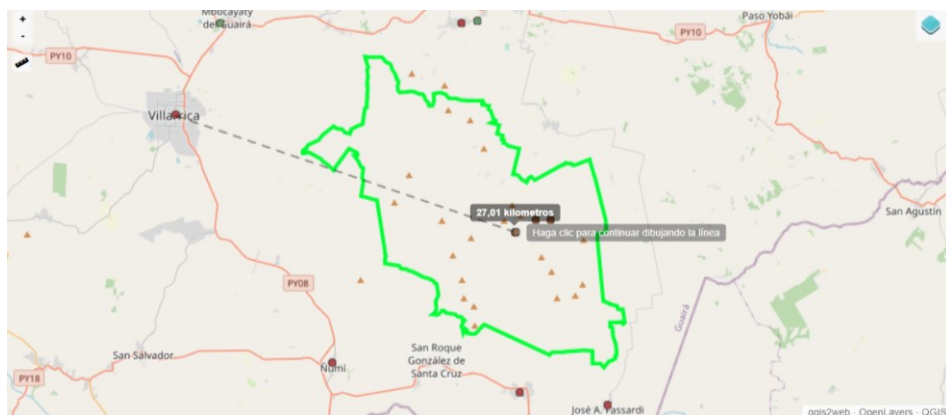 Mbocayaty
del Guairá
Paso Yobái
+
-
PY10
PY10
Villarrica
27,01 kilometros
San Agustín
Haga clic para continuar dibujando la línea
PY08
Guairá
San Salvador
San Roque
González de
Santa Cruz
Ñumí
PY18
José A. Fassardi
qgis2web · OpenLayers · QGIS